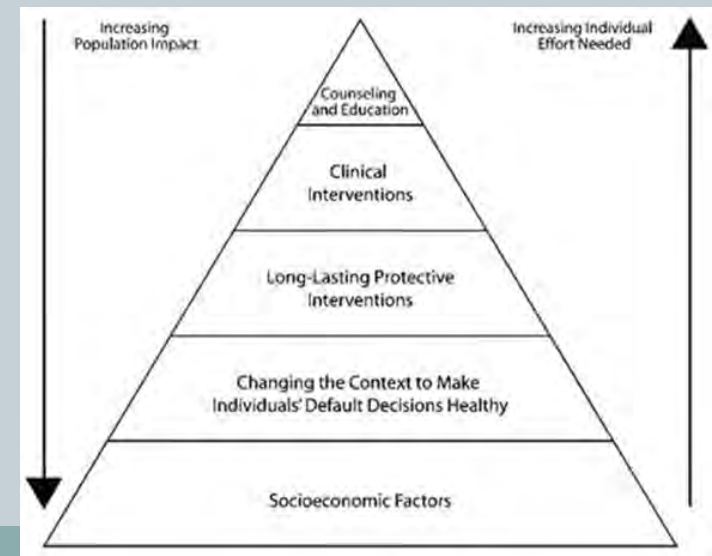 Increasing
Population Impact
Increasing Individual
Effort Needed
Counseling
and Education
Clinical
Interventions
Long-Lasting Protective
Interventions
Changing the Context to Make
Individuals' Default Decisions Healthy
Socioeconomic Factors